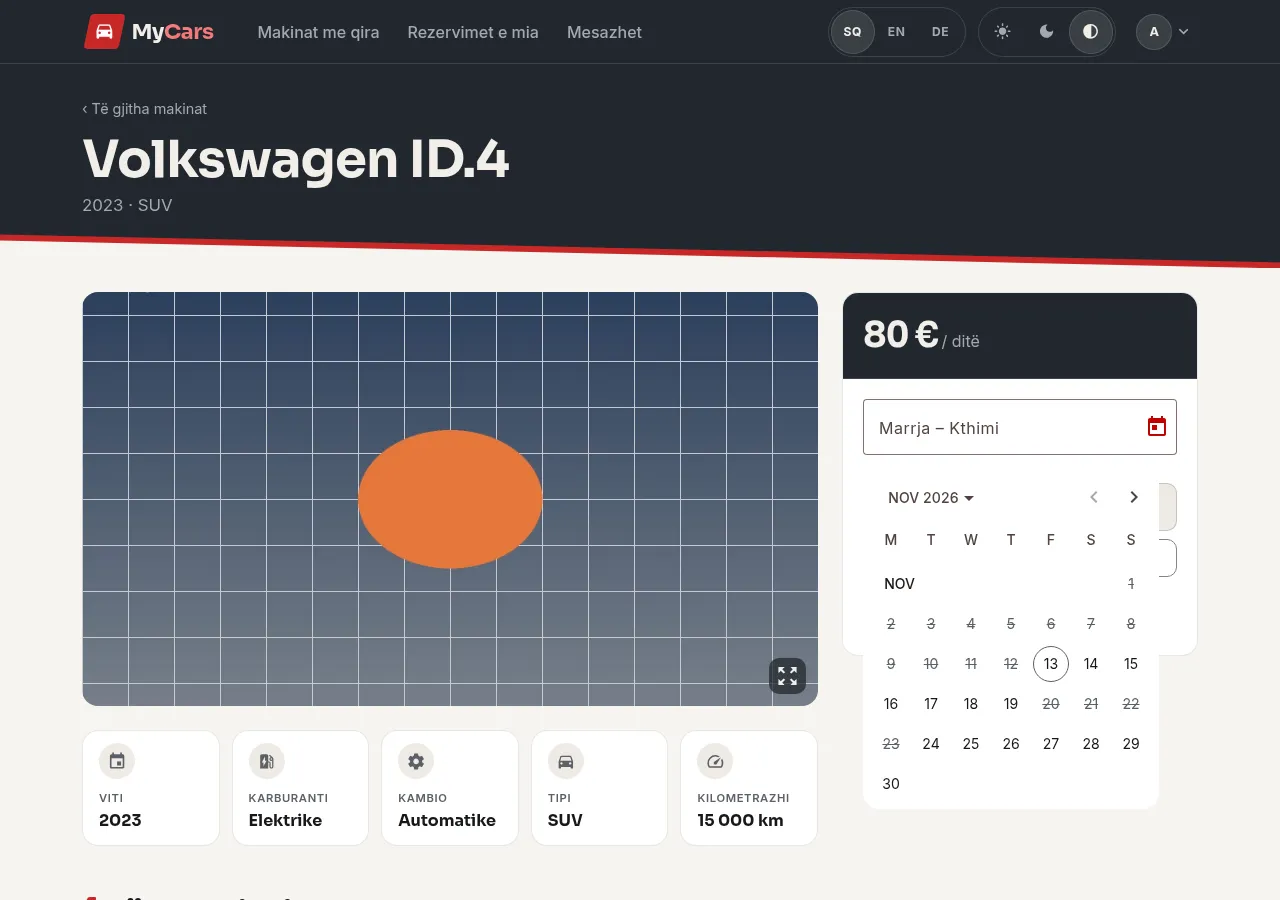 MyCars
Makinat me qira
Rezervimet e mia
Mesazhet
SQ
EN
DE
A
‹ Të gjitha makinat
Volkswagen ID.4
2023 · SUV
80 € / ditë
Marrja – Kthimi
NOV 2026
M T W T F S S
NOV 1
2 3 4 5 6 7 8
9 10 11 12 13 14 15
16 17 18 19 20 21 22
23 24 25 26 27 28 29
30
VITI
2023
KARBURANTI
Elektrike
KAMBIO
Automatike
TIPI
SUV
KILOMETRAZHI
15 000 km